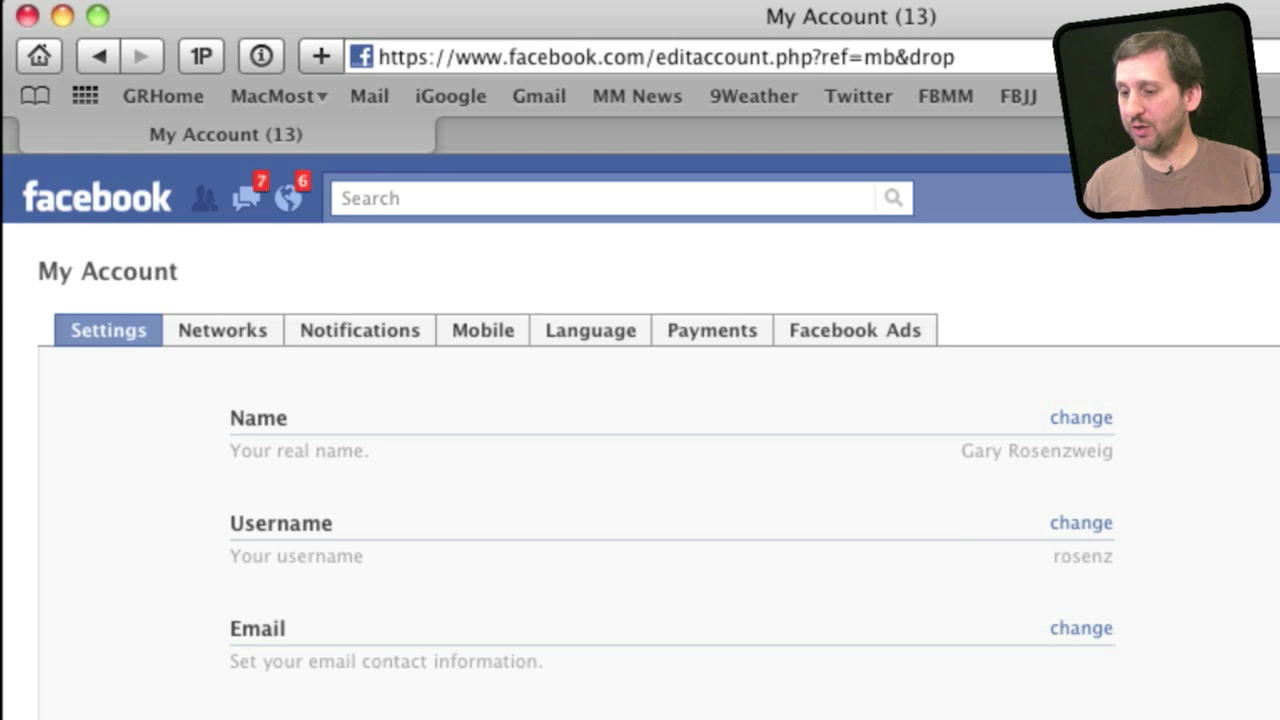 My Account (13)
1P
https://www.facebook.com/editaccount.php?ref=mb&drop
GRHome MacMost▾ Mail iGoogle Gmail MM News 9Weather Twitter FBMM FBJJ
My Account (13)
facebook 7 6 Search
My Account
Settings Networks Notifications Mobile Language Payments Facebook Ads
Name change
Your real name. Gary Rosenzweig
Username change
Your username rosenz
Email change
Set your email contact information.